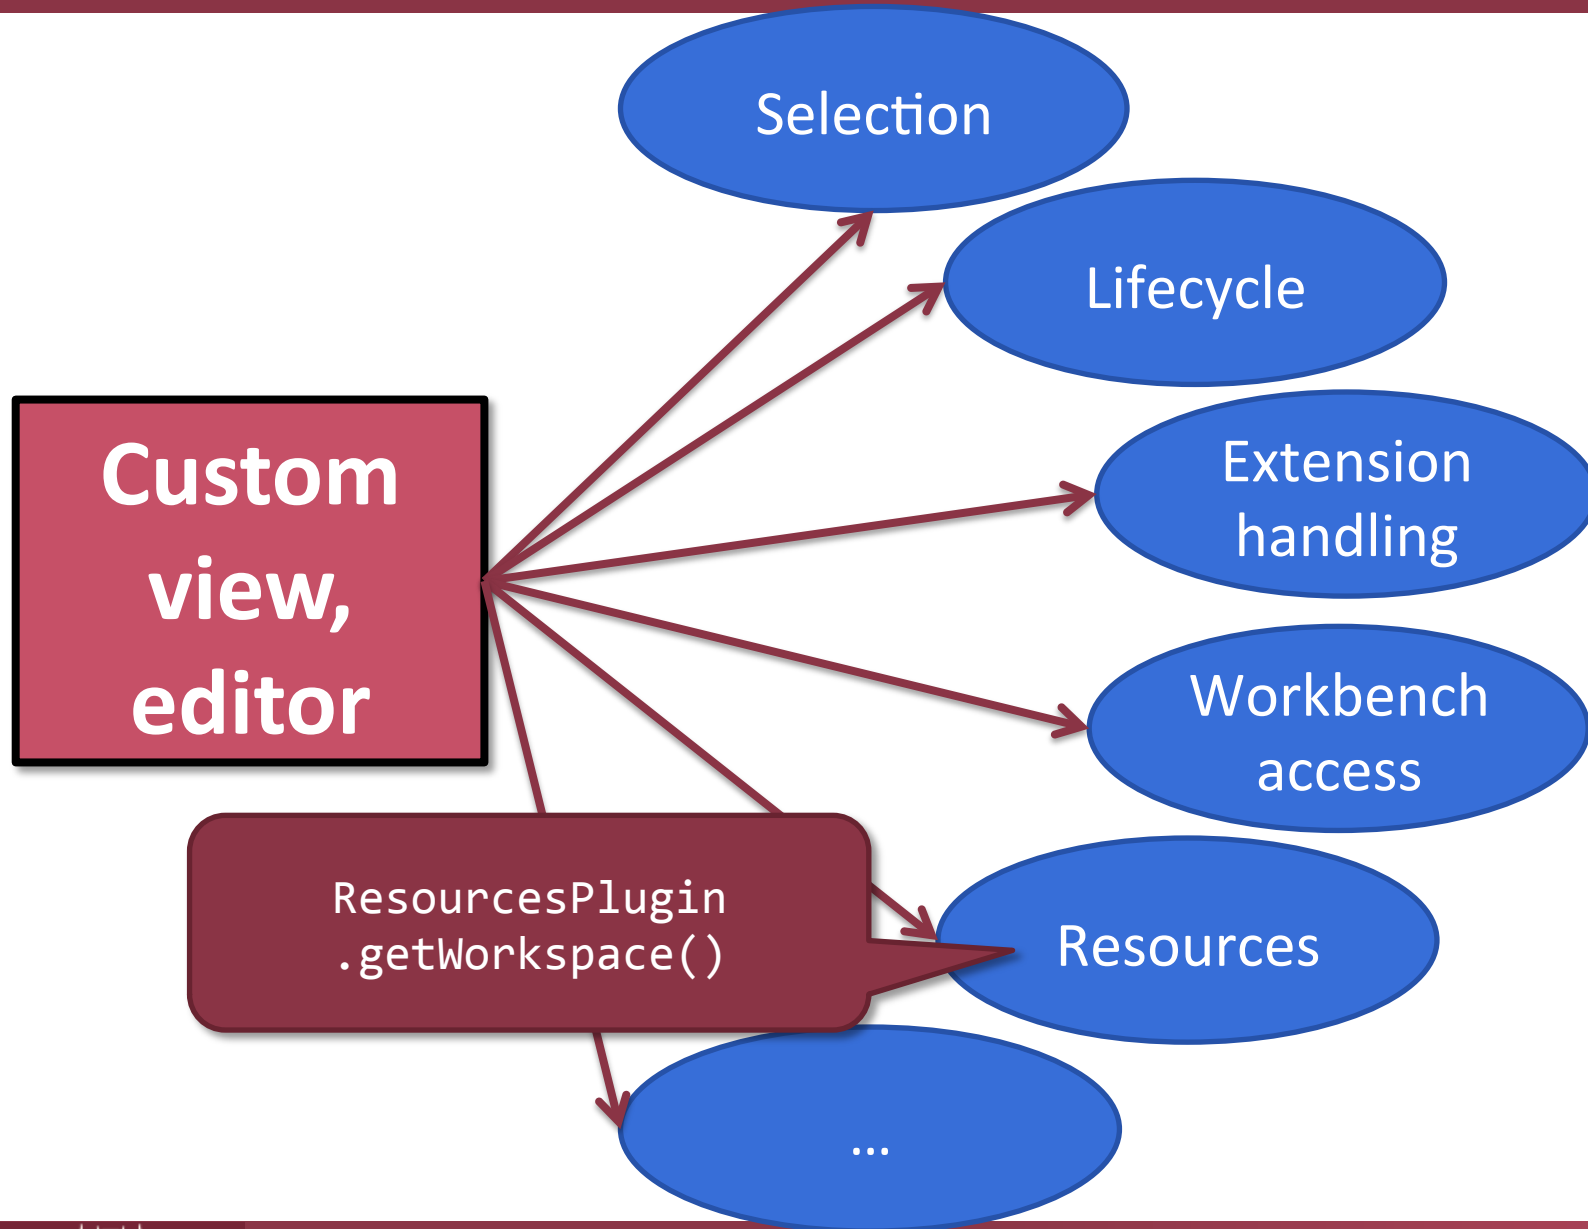 Selection
Lifecycle
Custom
view,
editor
Extension
handling
Workbench
access
ResourcesPlugin
.getWorkspace()
Resources
...